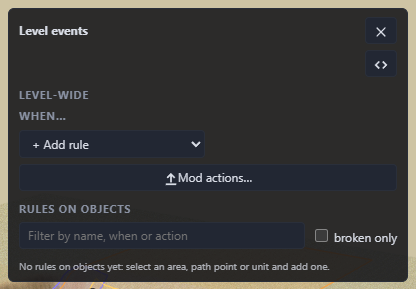 Level events
LEVEL-WIDE
WHEN...
+ Add rule
Mod actions...
RULES ON OBJECTS
Filter by name, when or action
broken only
No rules on objects yet: select an area, path point or unit and add one.